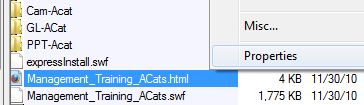 Cam-Acat
GL-ACat
PPT-Acat
expressInstall.swf
Management_Training_ACats.html 4 KB 11/30/10
Management_Training_ACats.swf 1,775 KB 11/30/10
Misc...
Properties